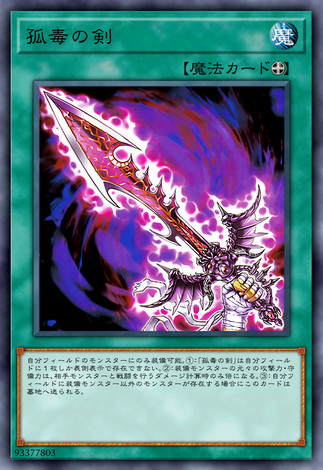 孤毒の剣
魔
【魔法カード】
自分フィールドのモンスターにのみ装備可能。①:「孤毒の剣」は自分フィール
ドに1枚しか表側表示で存在できない。②:装備モンスターの元々の攻撃力・守
備力は、相手モンスターと戦闘を行うダメージ計算時のみ倍になる。③:自分フィ
ールドに装備モンスター以外のモンスターが存在する場合にこのカードは
墓地へ送られる。
93377803